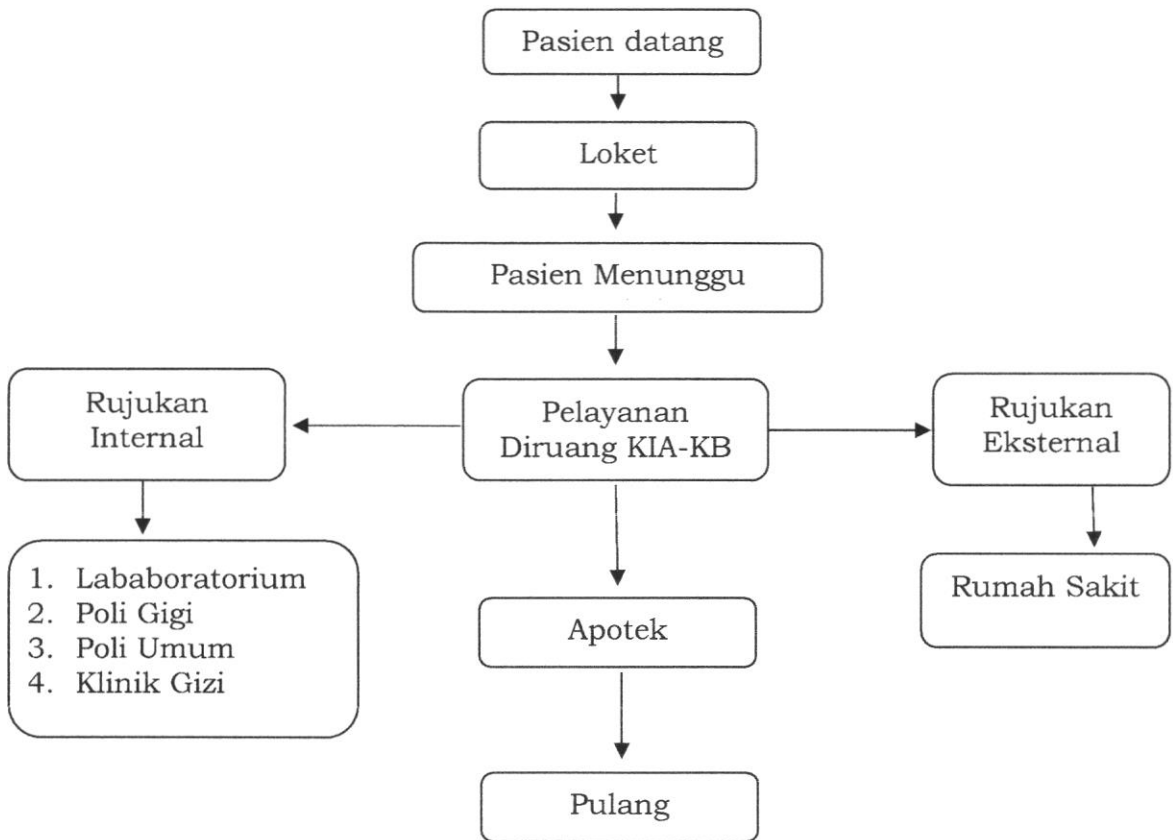 Pasien datang
Loket
Pasien Menunggu
Rujukan
Internal
Pelayanan
Diruang KIA-KB
Rujukan
Eksternal
1. Lababoratorium
2. Poli Gigi
3. Poli Umum
4. Klinik Gizi
Apotek
Rumah Sakit
Pulang